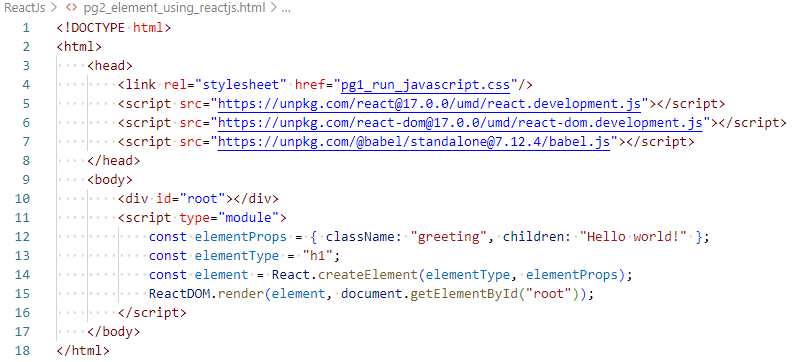 ReactJs > <> pg2_element_using_reactjs.html > ...
1 <!DOCTYPE html>
2 <html>
3 <head>
4 <link rel="stylesheet" href="pg1_run_javascript.css"/>
5 <script src="https://unpkg.com/react@17.0.0/umd/react.development.js"></script>
6 <script src="https://unpkg.com/react-dom@17.0.0/umd/react-dom.development.js"></script>
7 <script src="https://unpkg.com/@babel/standalone@7.12.4/babel.js"></script>
8 </head>
9 <body>
10 <div id="root"></div>
11 <script type="module">
12 const elementProps = { className: "greeting", children: "Hello world!" };
13 const elementType = "h1";
14 const element = React.createElement(elementType, elementProps);
15 ReactDOM.render(element, document.getElementById("root"));
16 </script>
17 </body>
18 </html>